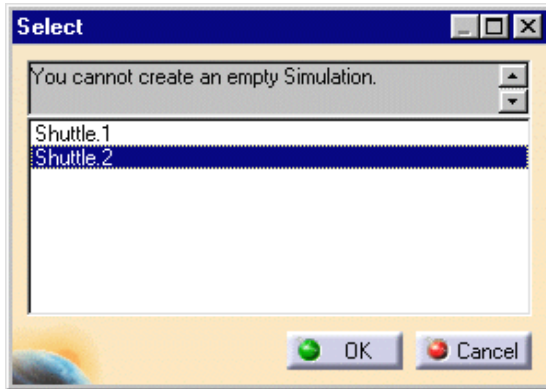 Select
You cannot create an empty Simulation.
Shuttle.1
Shuttle.2
OK
Cancel